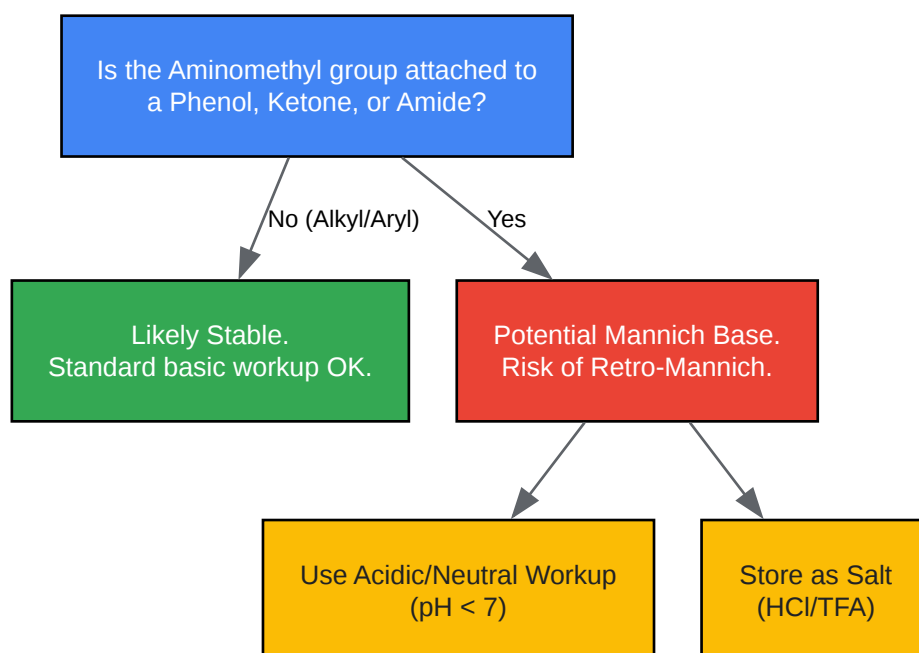 Is the Aminomethyl group attached to
a Phenol, Ketone, or Amide?
No (Alkyl/Aryl)
Yes
Likely Stable.
Standard basic workup OK.
Potential Mannich Base.
Risk of Retro-Mannich.
Use Acidic/Neutral Workup
(pH < 7)
Store as Salt
(HCl/TFA)